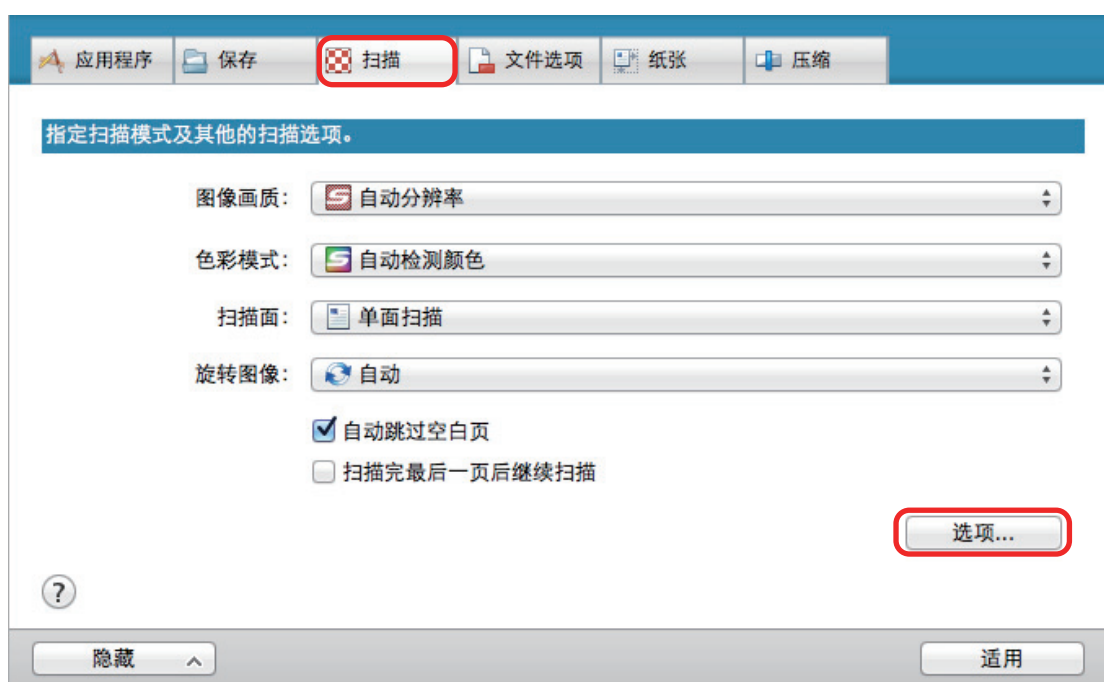 应用程序 保存 扫描 文件选项 纸张 压缩
指定扫描模式及其他的扫描选项。
图像画质： 自动分辨率
色彩模式： 自动检测颜色
扫描面： 单面扫描
旋转图像： 自动
自动跳过空白页
扫描完最后一页后继续扫描
选项...
?
隐藏 适用